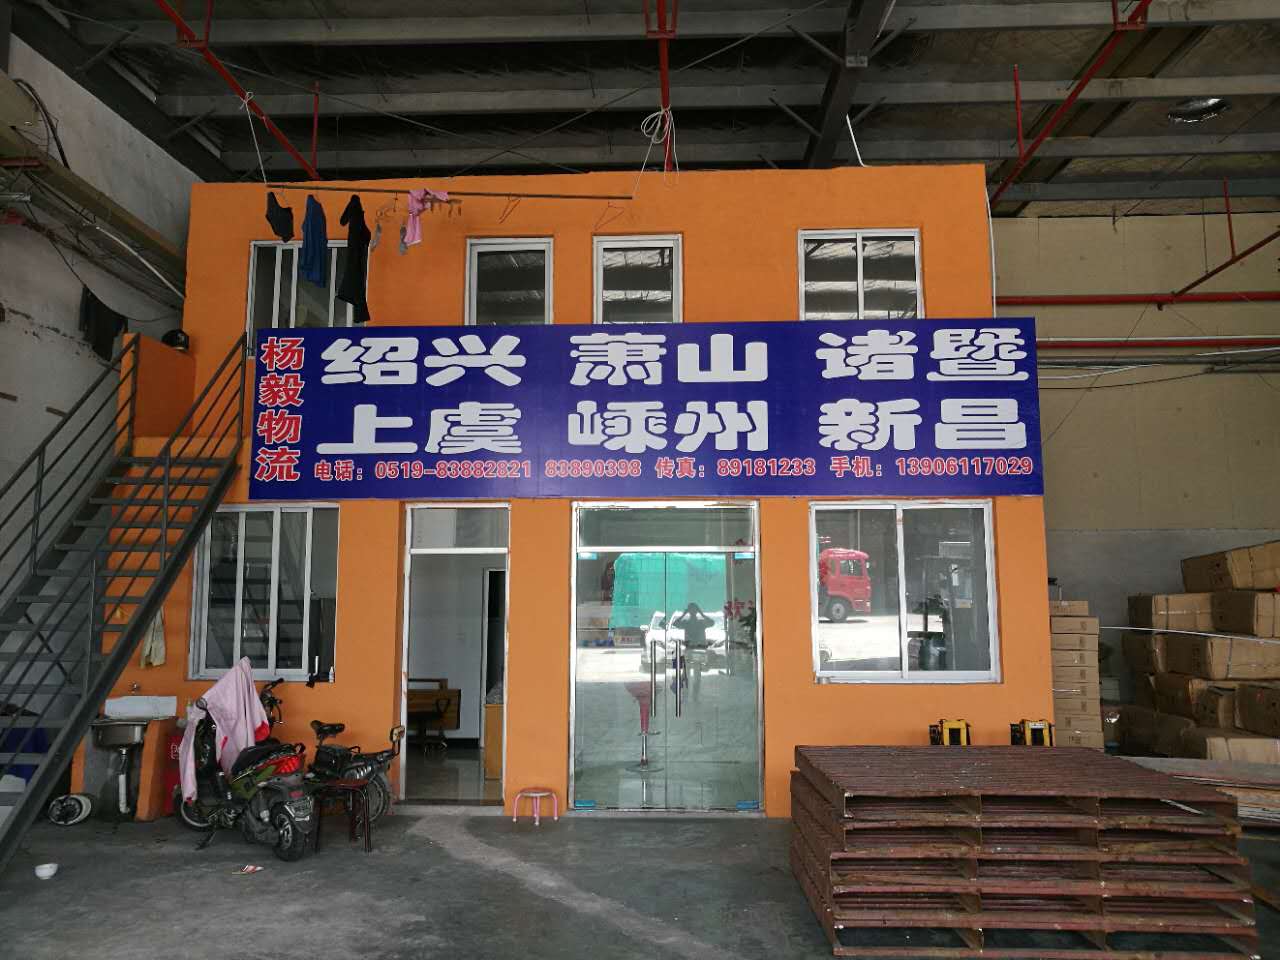 杨毅物流
绍兴 萧山 诸暨
上虞 嵊州 新昌
电话：0519-83882821 83890398 传真：89181233 手机：13906117029